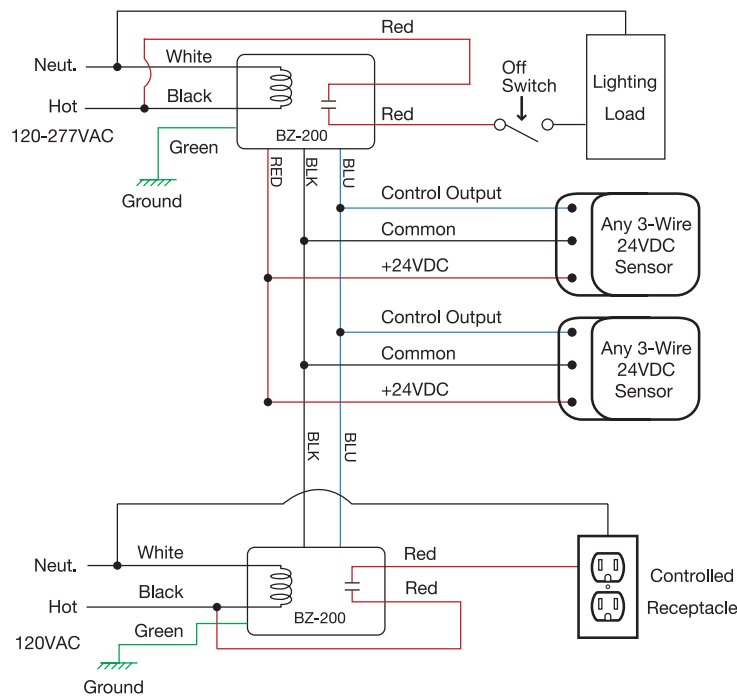 Red
Neut.
White
Off
Switch
Lighting
Load
Hot
Black
Red
120-277VAC
BZ-200
Green
RED
BLK
BLU
Ground
Control Output
Any 3-Wire
24VDC
Sensor
Common
+24VDC
Control Output
Any 3-Wire
24VDC
Sensor
Common
+24VDC
BLK
BLU
Neut.
White
Red
Controlled
Receptacle
Hot
Black
Red
120VAC
Green
BZ-200
Ground